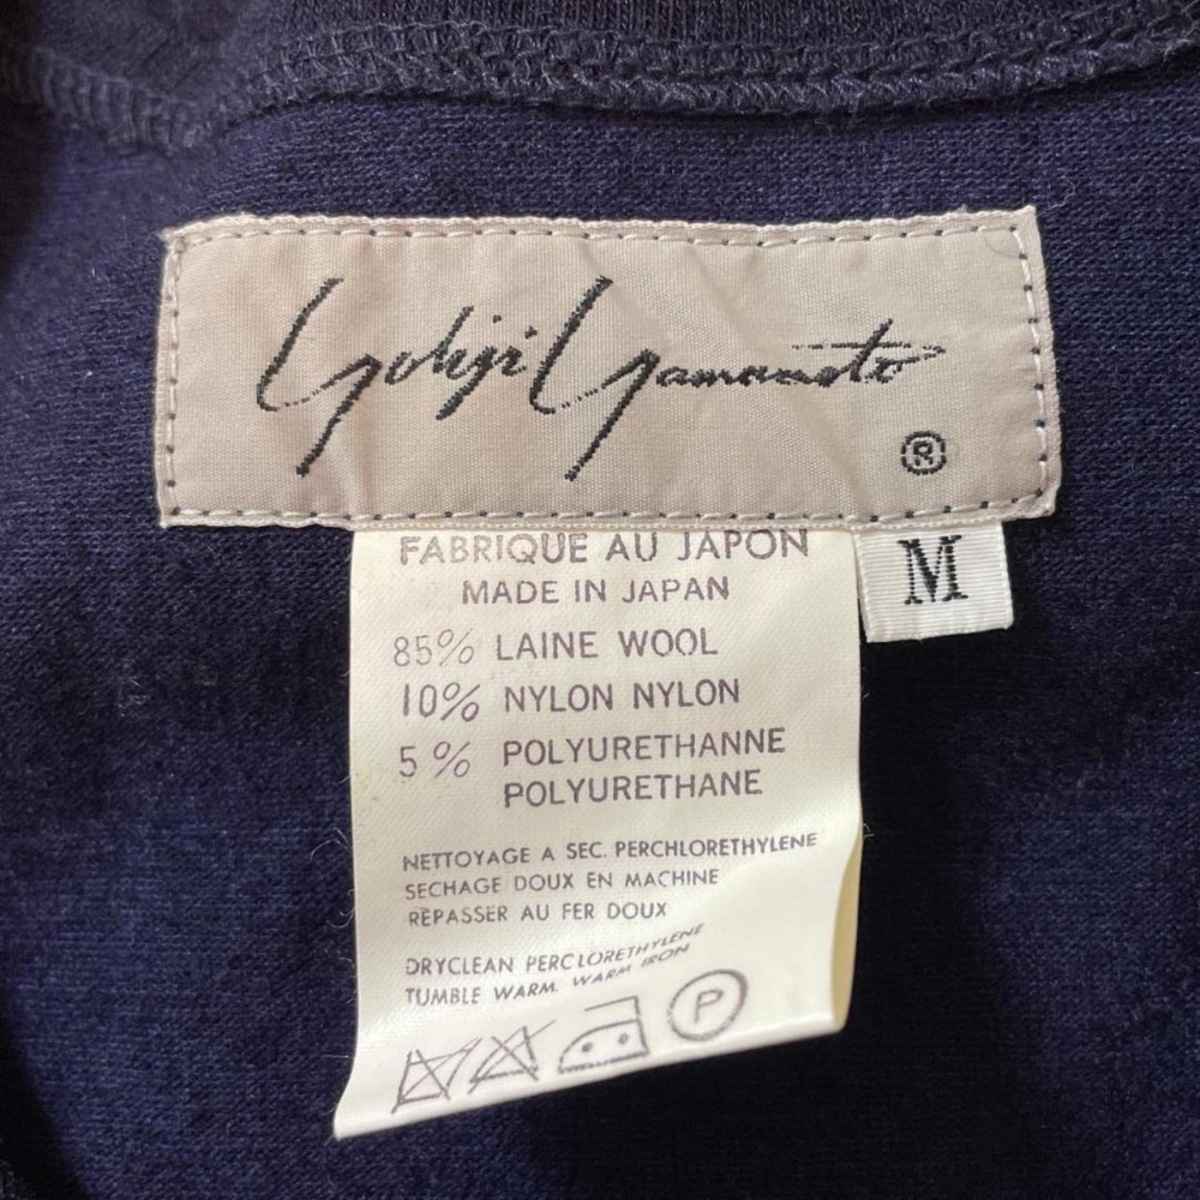 Yohji Yamamoto
®
M
FABRIQUE AU JAPON
MADE IN JAPAN
85% LAINE WOOL
10% NYLON NYLON
5% POLYURETHANNE
POLYURETHANE
NETTOYAGE A SEC. PERCHLORETHYLENE
SECHAGE DOUX EN MACHINE
REPASSER AU FER DOUX
DRYCLEAN PERCLORETHYLENE
TUMBLE WARM. WARM IRON
P